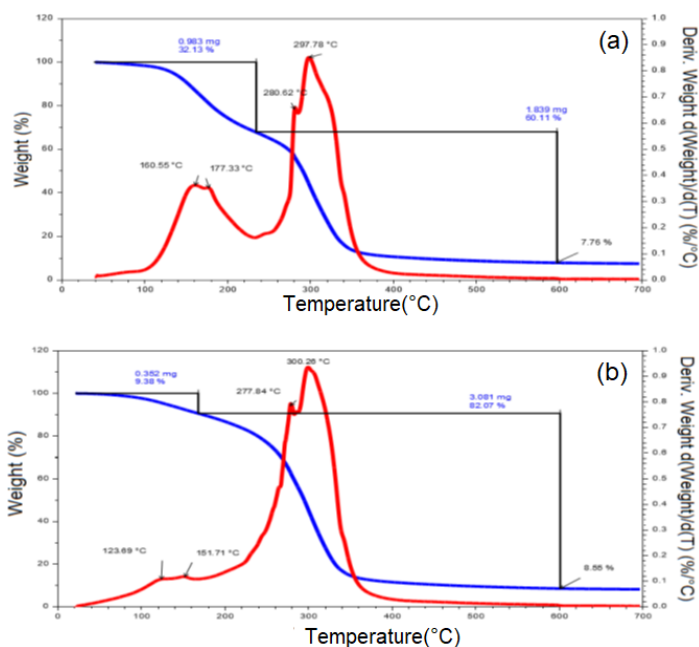 120
100
80
60
40
20
0
Weight (%)
0.983 mg
32.13 %
297.78 °C
(a)
280.62 °C
1.839 mg
60.11 %
160.55 °C
177.33 °C
7.76 %
1.0
0.9
0.8
0.7
0.6
0.5
0.4
0.3
0.2
0.1
0.0
Deriv. Weight d(Weight)/d(T) (%/°C)
0 100 200 300 400 500 600 700
Temperature(°C)
120
100
80
60
40
20
0
Weight (%)
0.352 mg
9.38 %
300.26 °C
(b)
277.84 °C
3.081 mg
82.07 %
123.69 °C
151.71 °C
8.55 %
1.0
0.9
0.8
0.7
0.6
0.5
0.4
0.3
0.2
0.1
0.0
Deriv. Weight d(Weight)/d(T) (%/°C)
0 100 200 300 400 500 600 700
Temperature(°C)